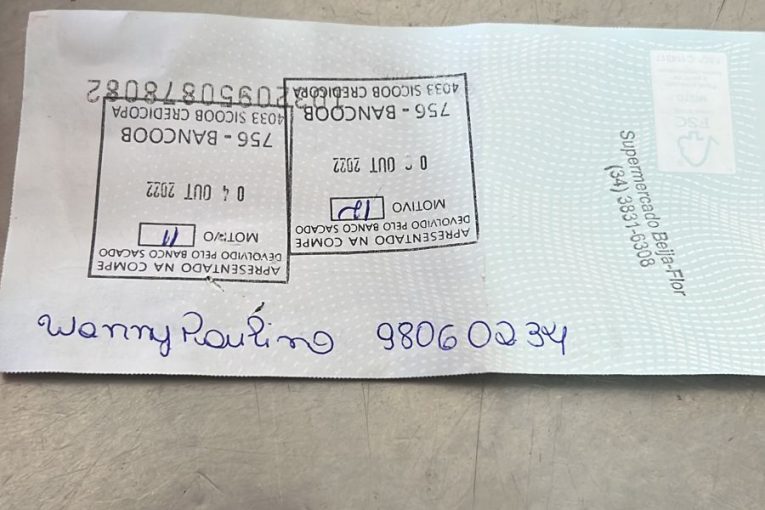 APRESENTADO NA COMPE
DEVOLVIDO PELO BANCO SACADO
MOTIVO 12
OUT 2022
756 - BANCOOB
4033 SICOOB CREDICOPA
APRESENTADO NA COMPE
DEVOLVIDO PELO BANCO SACADO
MOTIVO 11
04 OUT 2022
756 - BANCOOB
4033 SICOOB CREDICOPA
20950878082
Supermercado Beija-Flor
(34) 3831-6308
FSC
Wanny Paulino 98060234